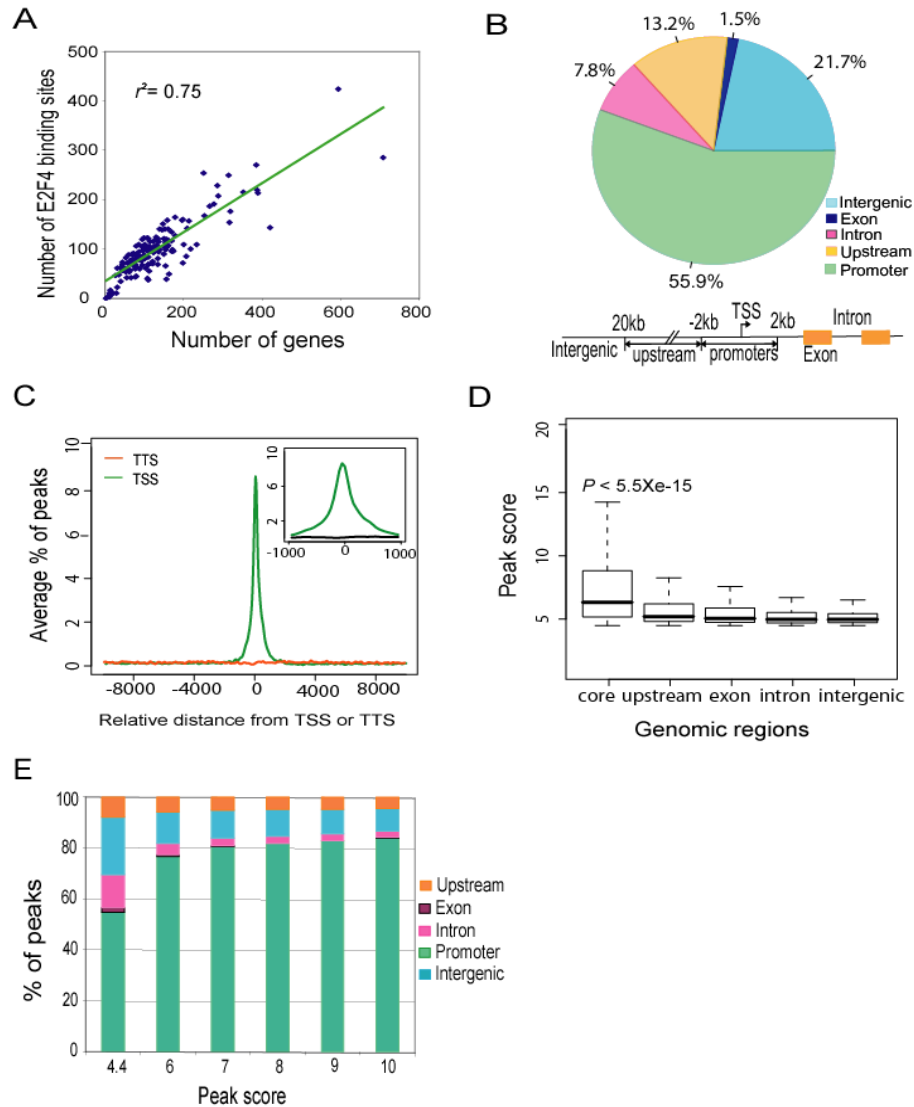 A
Number of E2F4 binding sites
500
400
300
200
100
0
r²= 0.75
0 200 400 600 800
Number of genes
B
1.5%
13.2%
21.7%
7.8%
55.9%
Intergenic
Exon
Intron
Upstream
Promoter
TSS
20kb -2kb 2kb Intron
Intergenic upstream promoters Exon
C
Average % of peaks
10
8
6
4
2
0
TTS
TSS
10
6
2
-1000 0 1000
-8000 -4000 0 4000 8000
Relative distance from TSS or TTS
D
Peak score
20
15
10
5
P < 5.5Xe-15
core upstream exon intron intergenic
Genomic regions
E
% of peaks
100
80
60
40
20
0
4.4 6 7 8 9 10
Peak score
Upstream
Exon
Intron
Promoter
Intergenic